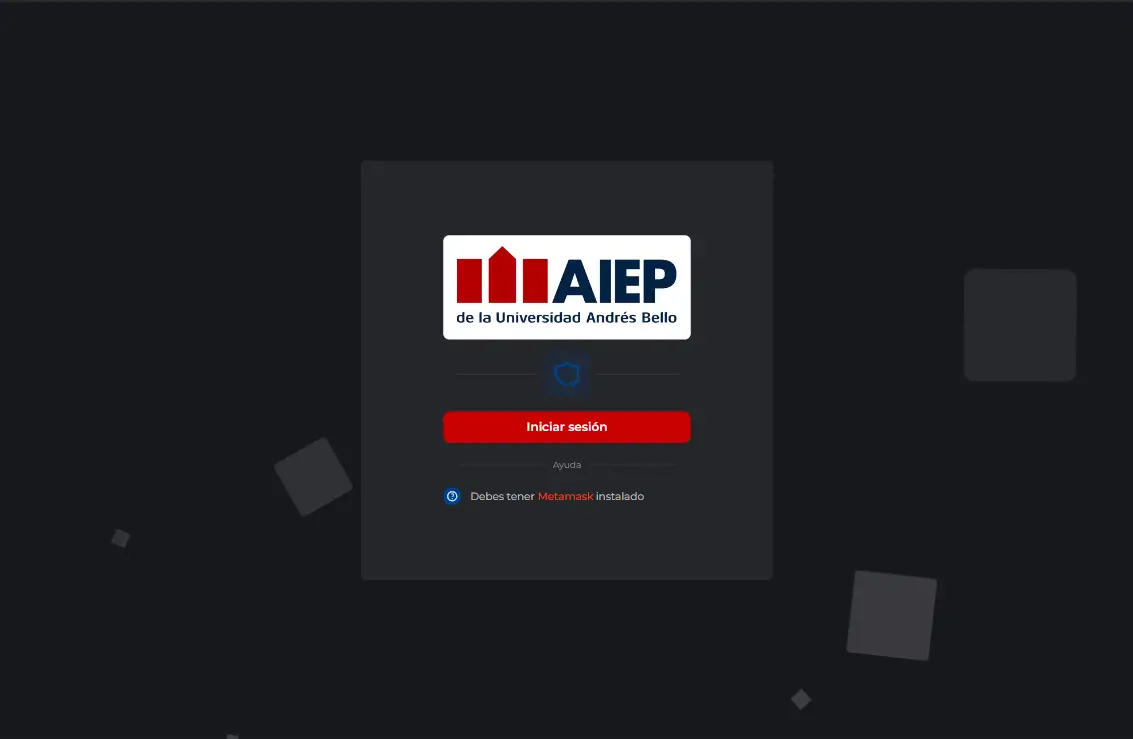 AIEP
de la Universidad Andrés Bello
Iniciar sesión
Ayuda
Debes tener Metamask instalado